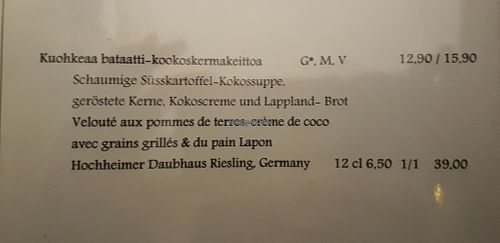 Kuohkeaa bataatti-kookoskermakeittoa G*, M, V 12,90 / 15,90
Schaumige Süsskartoffel-Kokossuppe,
geröstete Kerne, Kokoscreme und Lappland- Brot
Velouté aux pommes de terres-crème de coco
avec grains grillés & du pain Lapon
Hochheimer Daubhaus Riesling, Germany 12 cl 6,50 1/1 39,00